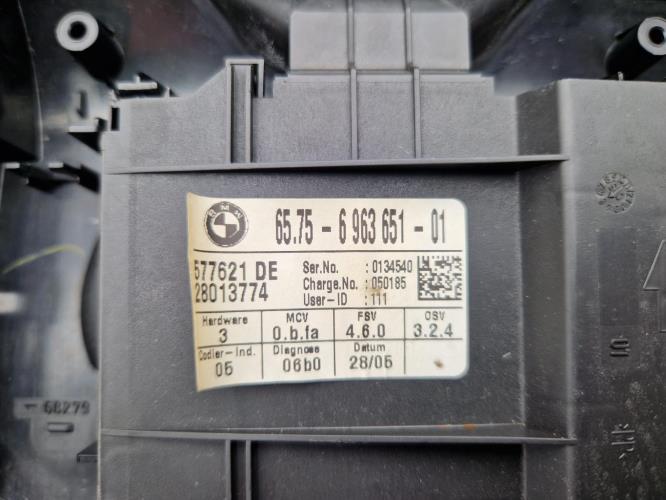 BMW
65.75 - 6 963 651 - 01
577621 DE
28013774
Ser.No. : 0134540
Charge.No. : 050185
User-ID : 111
Hardware MCV FSV OSV
3 0.b.fa 4.6.0 3.2.4
Codier-Ind. Diagnose Datum
05 06b0 28/05
68279